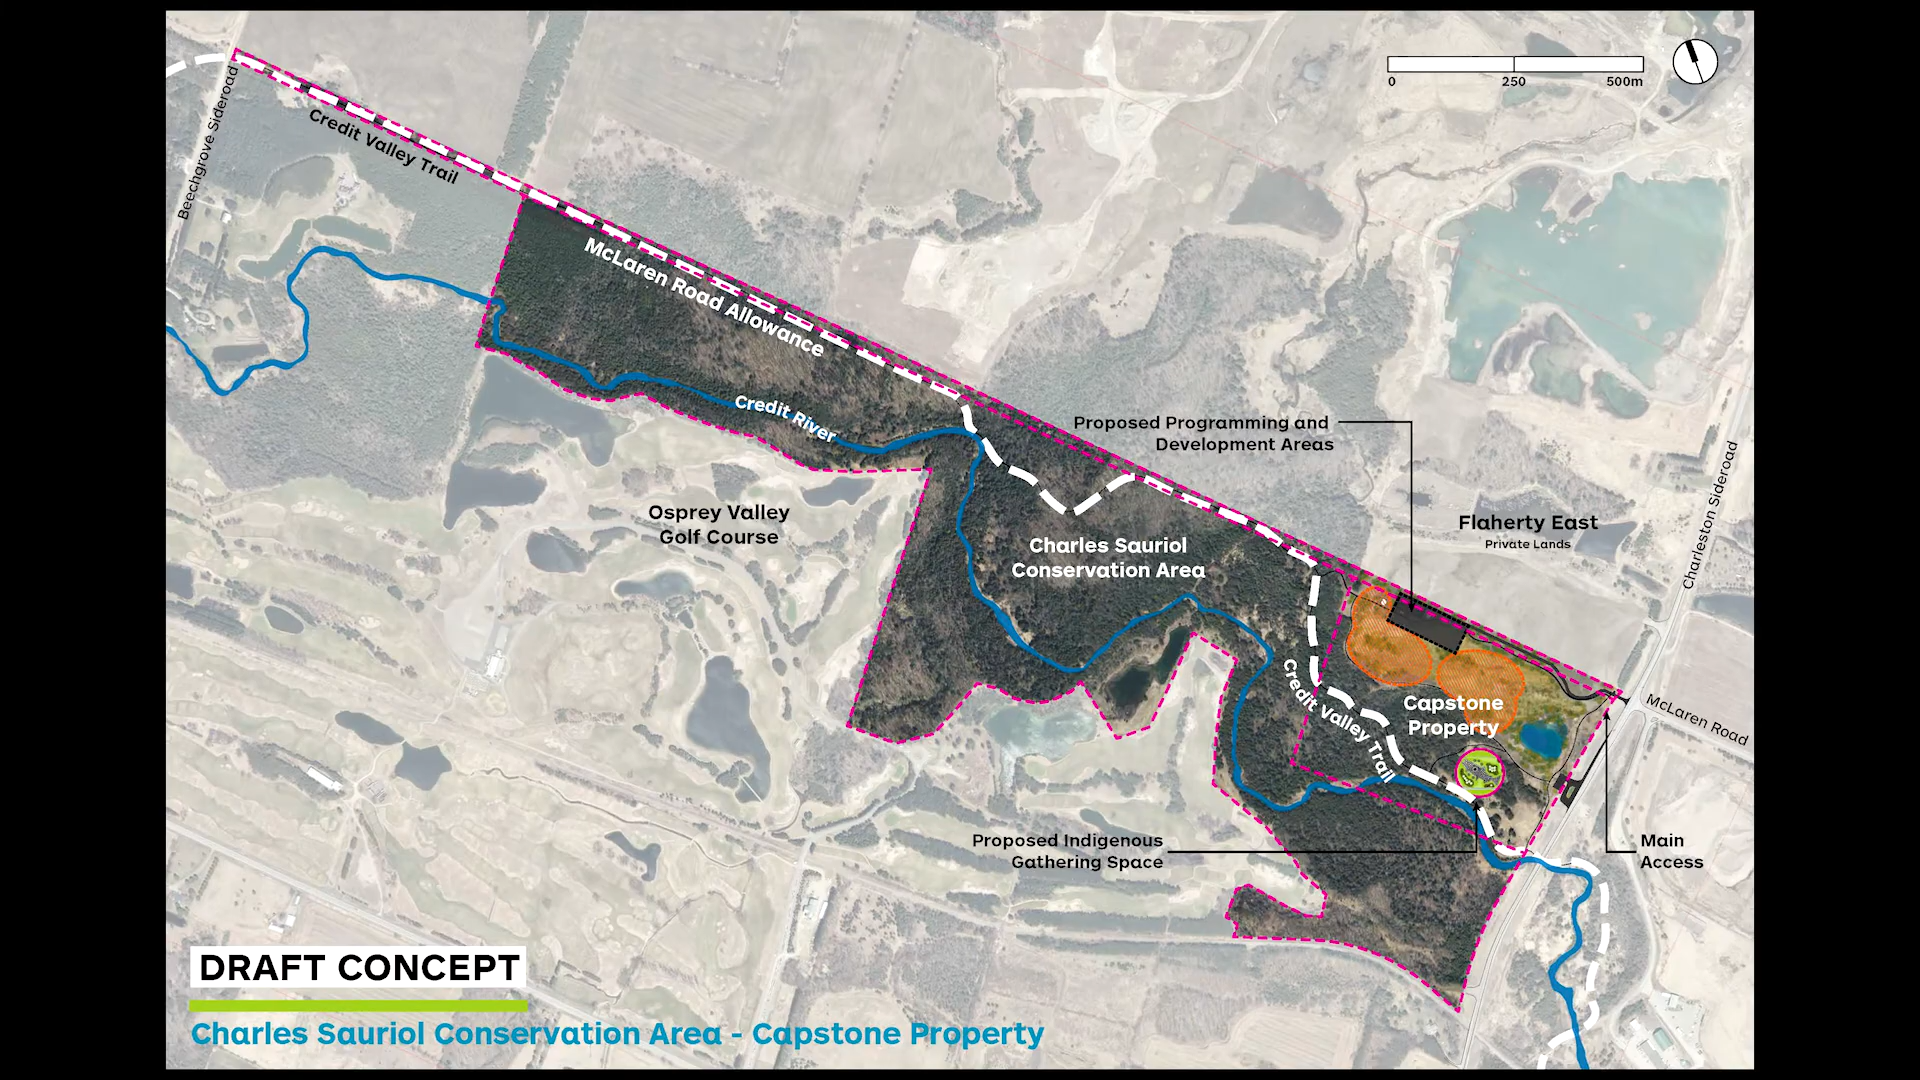 0 250 500m
Beechgrove Sideroad
Credit Valley Trail
McLaren Road Allowance
Credit River
Proposed Programming and
Development Areas
Osprey Valley
Golf Course
Charles Sauriol
Conservation Area
Flaherty East
Private Lands
Charleston Sideroad
Credit Valley Trail
Capstone
Property
McLaren Road
Proposed Indigenous
Gathering Space
Main
Access
DRAFT CONCEPT
Charles Sauriol Conservation Area - Capstone Property